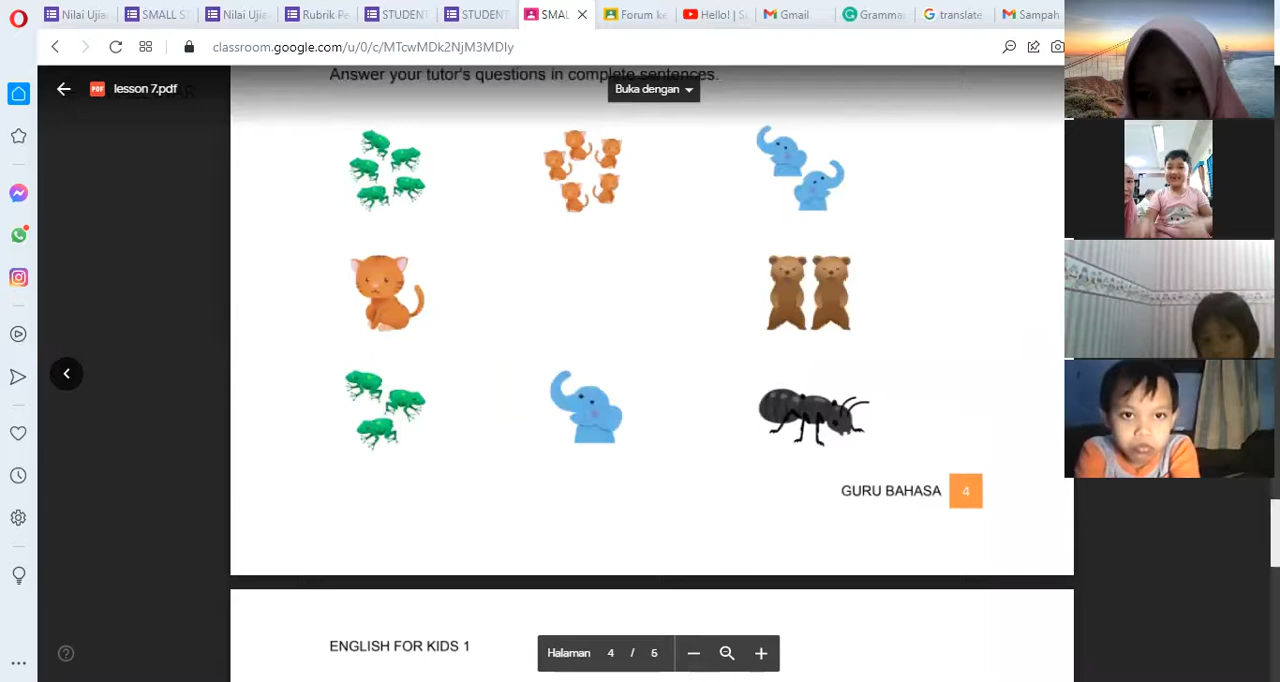 Nilai Ujia
SMALL S
Nilai Ujia
Rubrik Pe
STUDENT
STUDENT
SMAL
Forum ke
Hello! | S
Gmail
Gramma
translate
Sampah
classroom.google.com/u/0/c/MTcwMDk2NjM3MDIy
lesson 7.pdf
Answer your tutor's questions in complete sentences.
Buka dengan
GURU BAHASA 4
ENGLISH FOR KIDS 1
Halaman 4 / 5